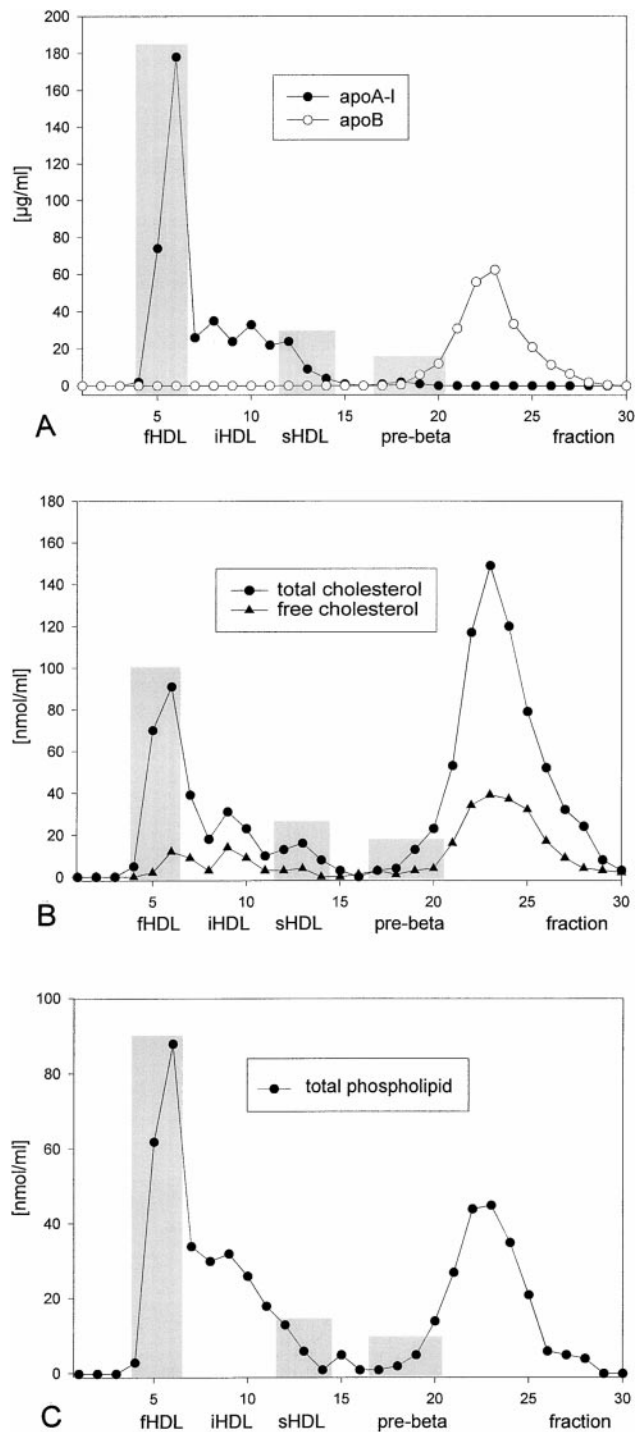 200
180
160
140
120
100
80
60
40
20
0
[µg/ml]
apoA-I
apoB
5 10 15 20 25 30
A fHDL iHDL sHDL pre-beta fraction
180
160
140
120
100
80
60
40
20
0
[nmol/ml]
total cholesterol
free cholesterol
5 10 15 20 25 30
B fHDL iHDL sHDL pre-beta fraction
100
80
60
40
20
0
[nmol/ml]
total phospholipid
5 10 15 20 25 30
C fHDL iHDL sHDL pre-beta fraction